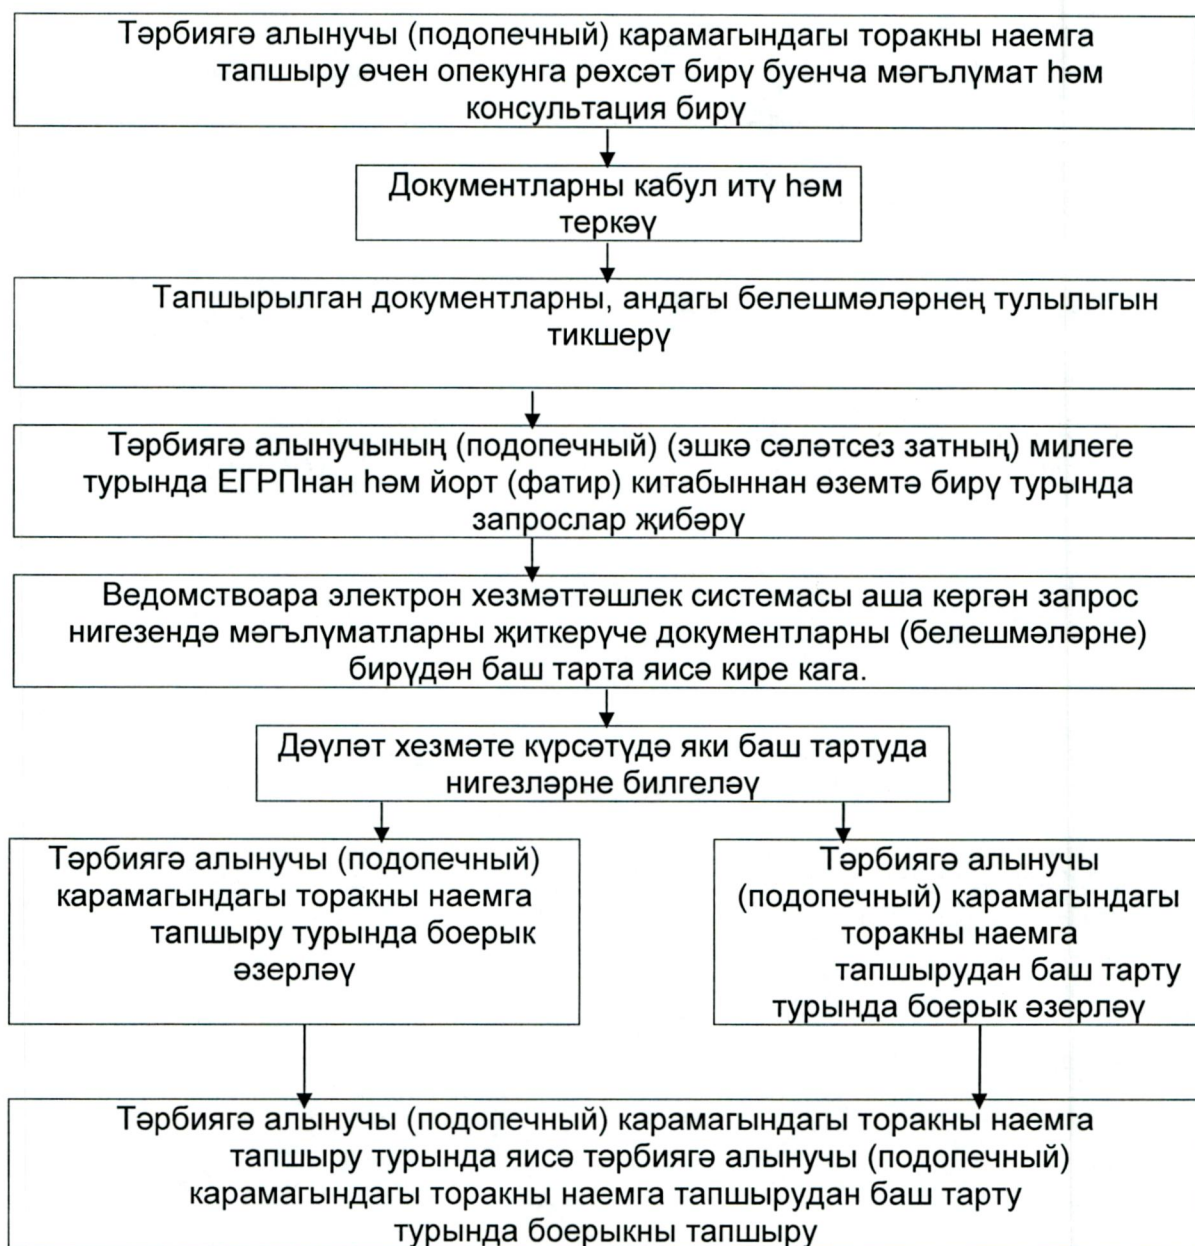 Тәрбиягә алынучы (подопечный) карамагындагы торакны наемга
тапшыру өчен опекунга рөхсәт бирү буенча мәгълүмат һәм
консультация бирү
Документларны кабул итү һәм
теркәү
Тапшырылган документларны, андагы белешмәләрнең тулылыгын
тикшерү
Тәрбиягә алынучының (подопечный) (эшкә сәләтсез затның) милеге
турында ЕГРПнан һәм йорт (фатир) китабыннан өземтә бирү турында
запрослар җибәрү
Ведомствоара электрон хезмәттәшлек системасы аша кергән запрос
нигезендә мәгълүматларны җиткерүче документларны (белешмәләрне)
бирүдән баш тарта яисә кире кага.
Дәүләт хезмәте күрсәтүдә яки баш тартуда
нигезләрне билгеләү
Тәрбиягә алынучы (подопечный)
карамагындагы торакны наемга
тапшыру турында боерык
әзерләү
Тәрбиягә алынучы
(подопечный) карамагындагы
торакны наемга
тапшырудан баш тарту
турында боерык әзерләү
Тәрбиягә алынучы (подопечный) карамагындагы торакны наемга
тапшыру турында яисә тәрбиягә алынучы (подопечный)
карамагындагы торакны наемга тапшырудан баш тарту
турында боерыкны тапшыру